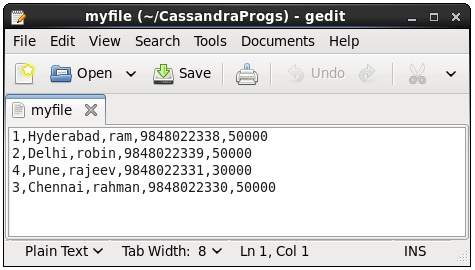 myfile (~/CassandraProgs) - gedit
File Edit View Search Tools Documents Help
Open Save Undo
myfile
1,Hyderabad,ram,9848022338,50000
2,Delhi,robin,9848022339,50000
4,Pune,rajeev,9848022331,30000
3,Chennai,rahman,9848022330,50000
Plain Text Tab Width: 8 Ln 1, Col 1 INS